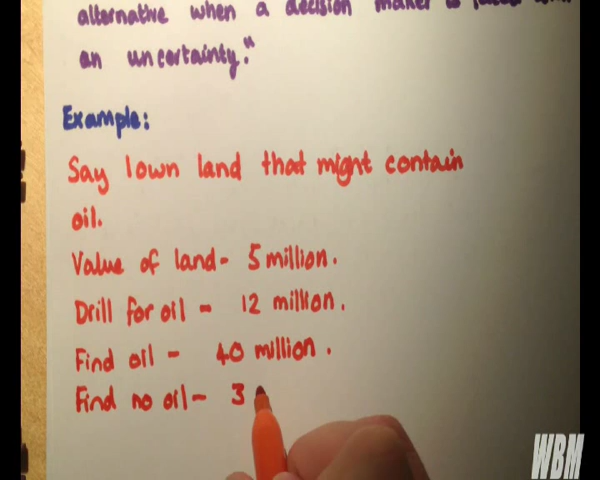 alternative when a decision maker is faced with
an uncertainty."
Example:
Say I own land that might contain
oil.
Value of land - 5 million.
Drill for oil - 12 million.
Find oil - 40 million.
Find no oil - 3
WBM